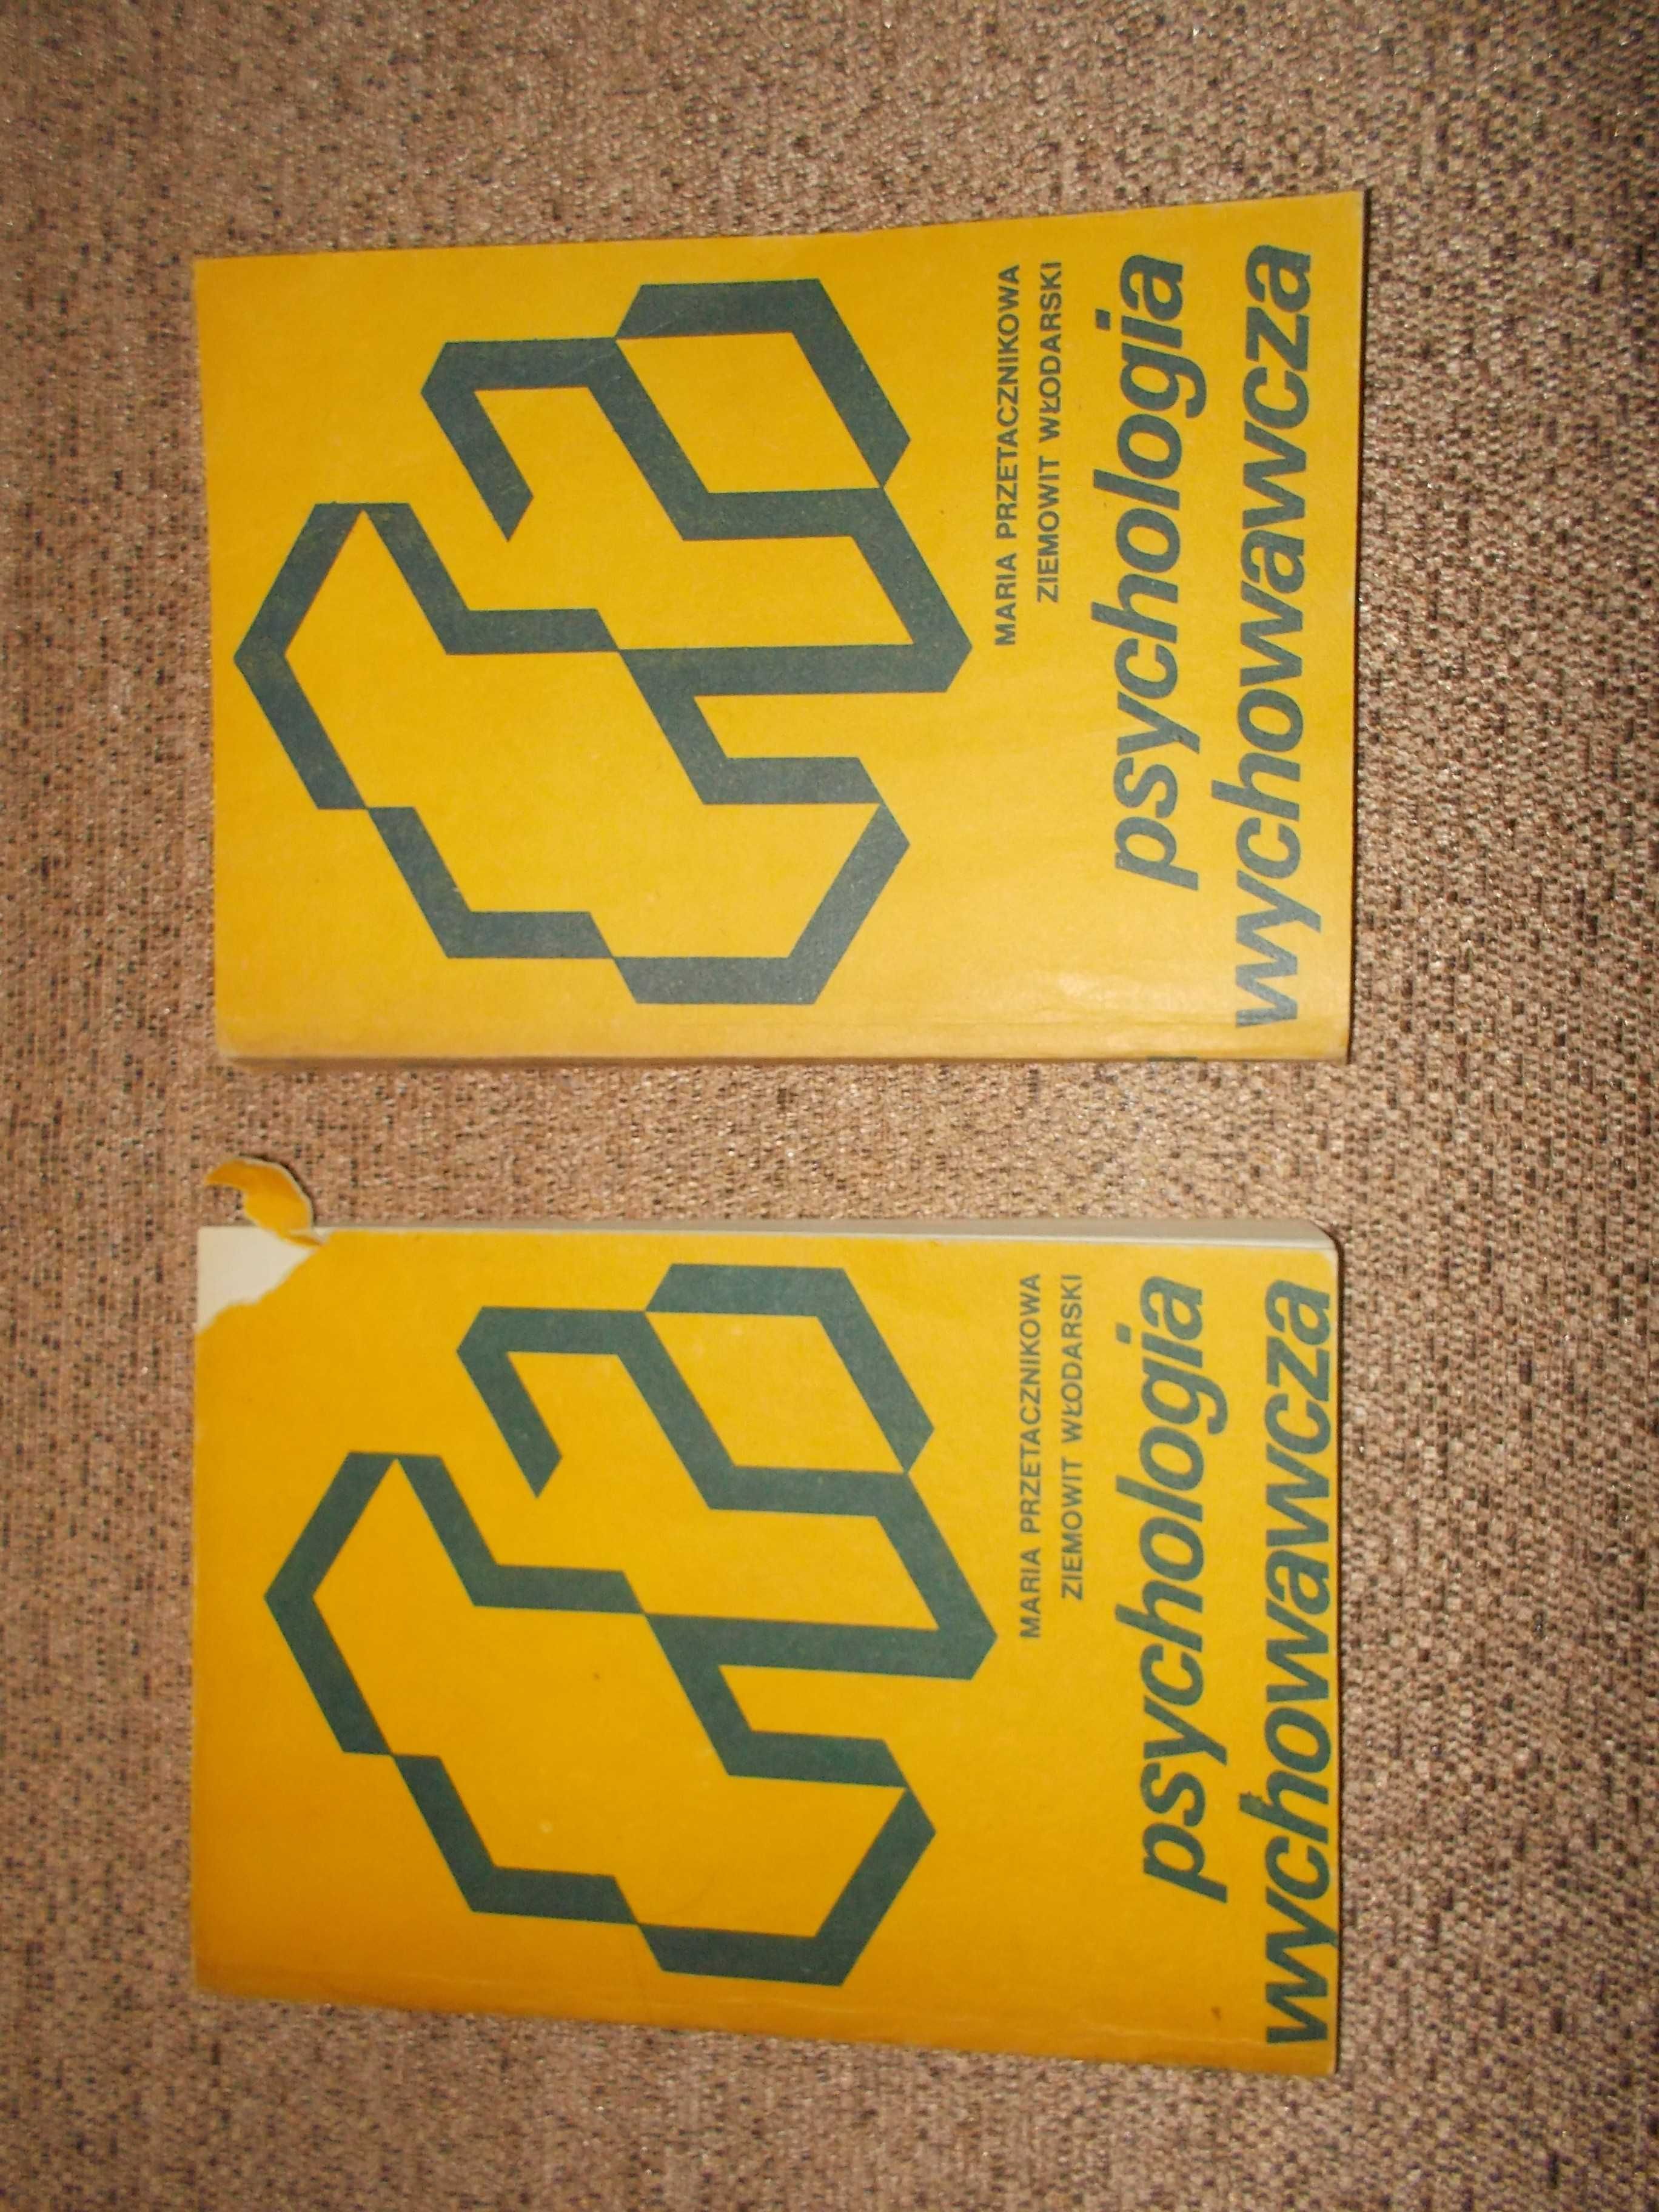 MARIA PRZETACZNIKOWA
ZIEMOWIT WŁODARSKI
psychologia
wychowawcza
MARIA PRZETACZNIKOWA
ZIEMOWIT WŁODARSKI
psychologia
wychowawcza